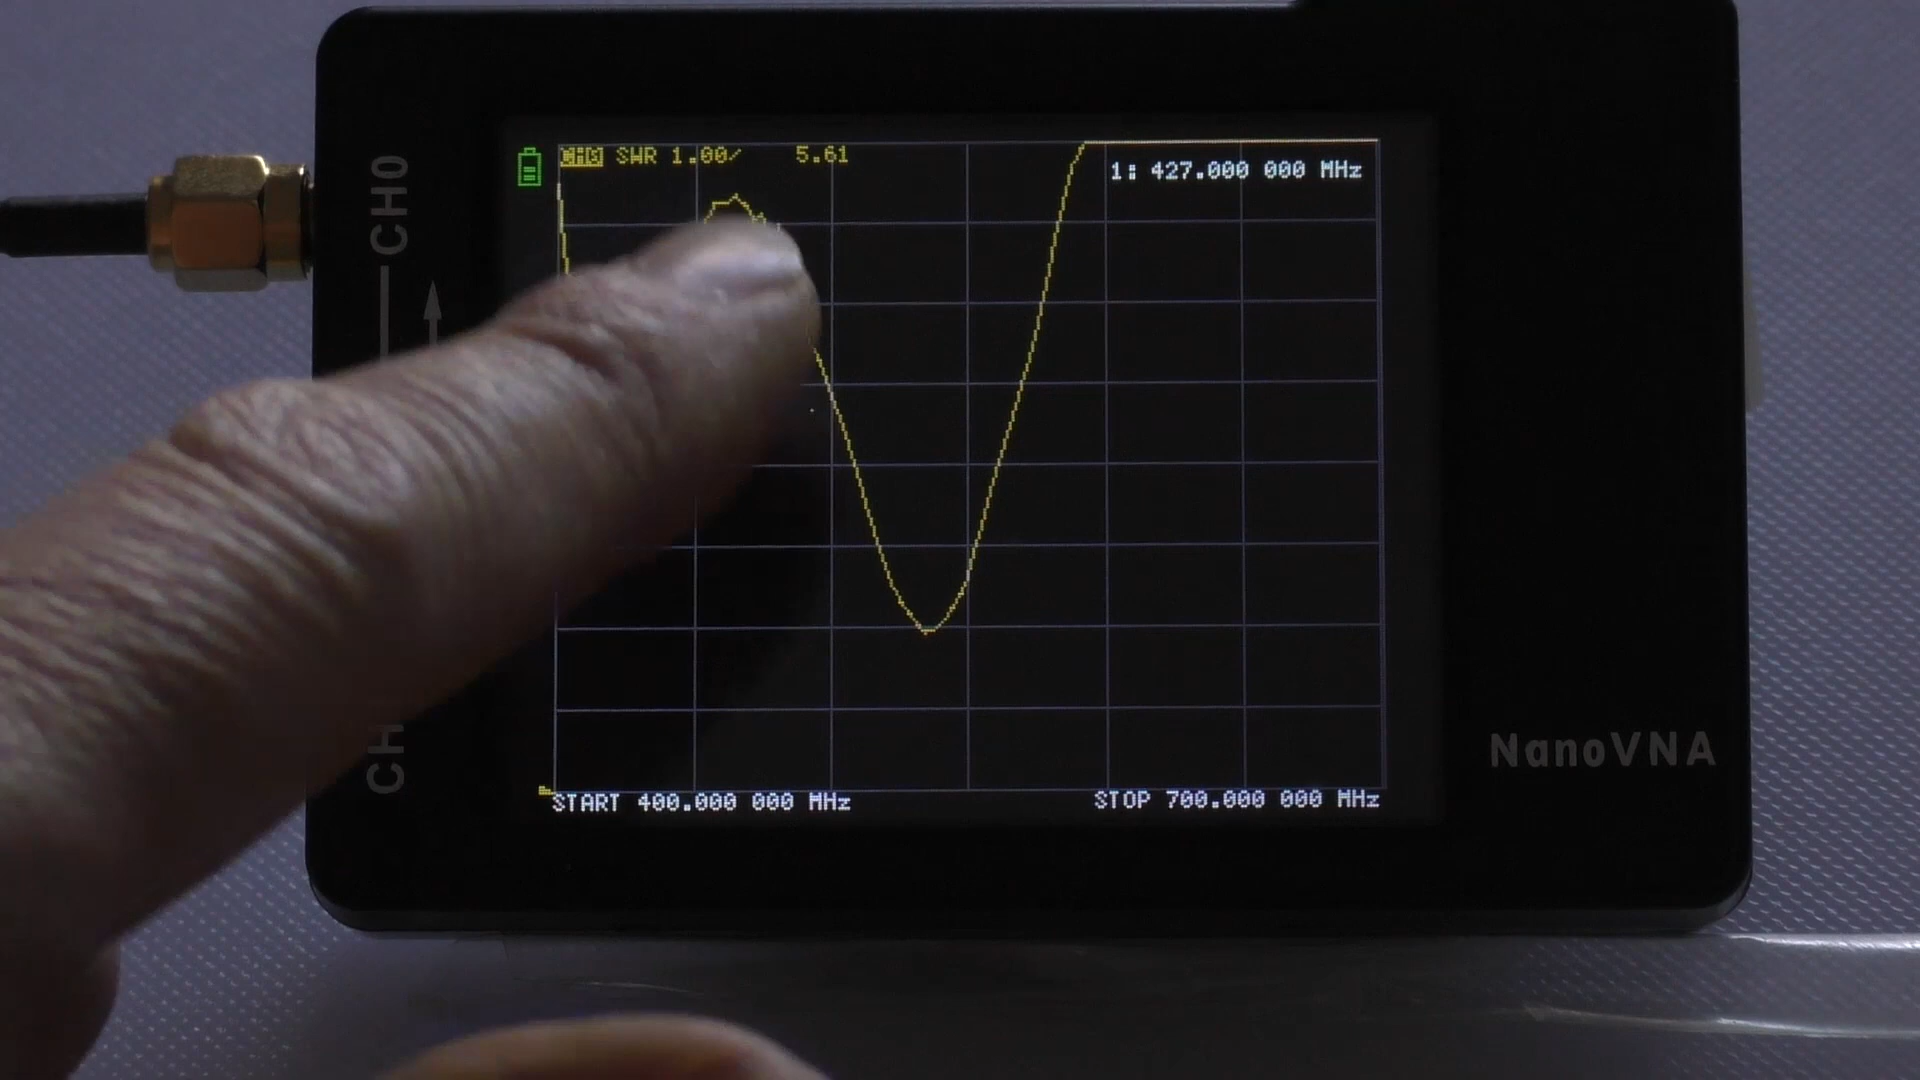 CH0 SWR 1.00/ 5.61
1: 427.000 000 MHz
CH0
CH
NanoVNA
START 400.000 000 MHz
STOP 700.000 000 MHz